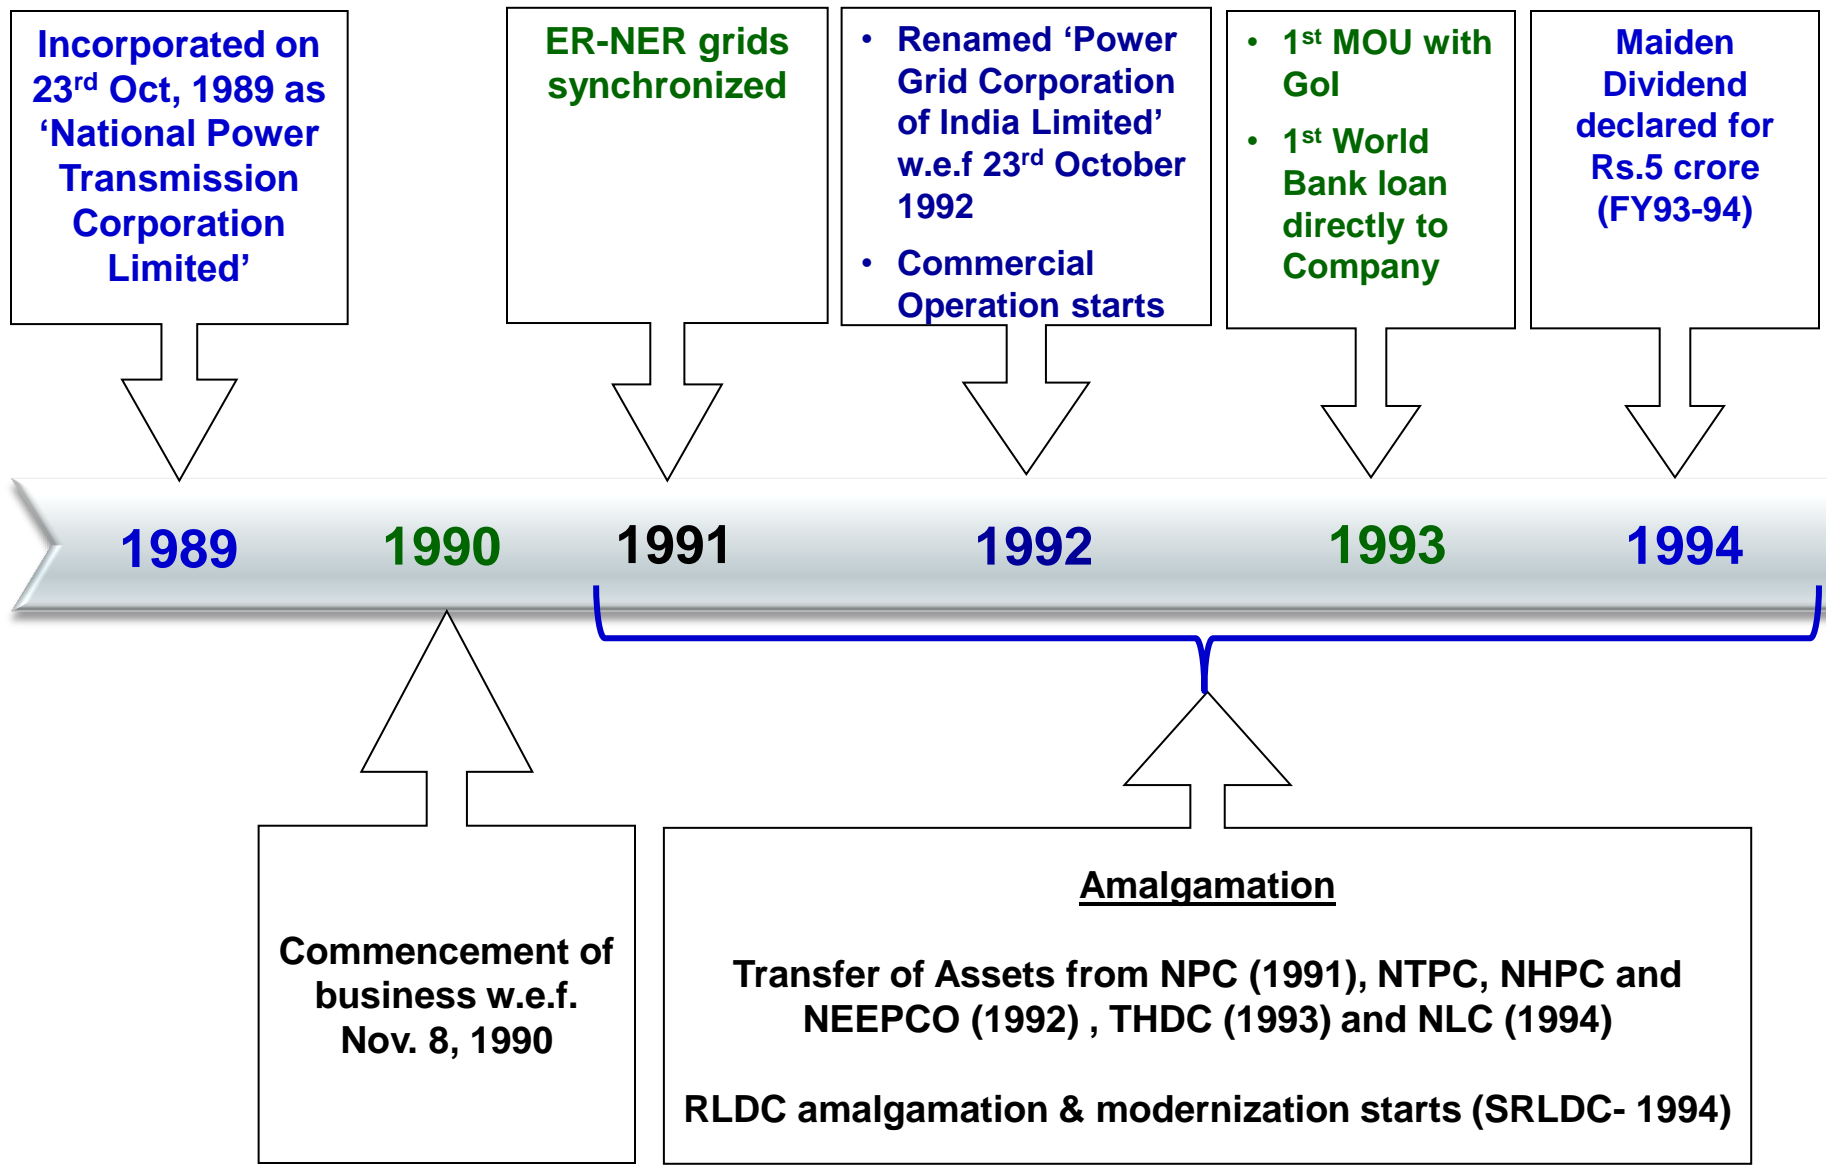 Incorporated on
23rd Oct, 1989 as
‘National Power
Transmission
Corporation
Limited’
ER-NER grids
synchronized
• Renamed ‘Power
Grid Corporation
of India Limited’
w.e.f 23rd October
1992
• Commercial
Operation starts
• 1st MOU with
GoI
• 1st World
Bank loan
directly to
Company
Maiden
Dividend
declared for
Rs.5 crore
(FY93-94)
1989
1990
1991
1992
1993
1994
Commencement of
business w.e.f.
Nov. 8, 1990
Amalgamation
Transfer of Assets from NPC (1991), NTPC, NHPC and
NEEPCO (1992) , THDC (1993) and NLC (1994)
RLDC amalgamation & modernization starts (SRLDC- 1994)